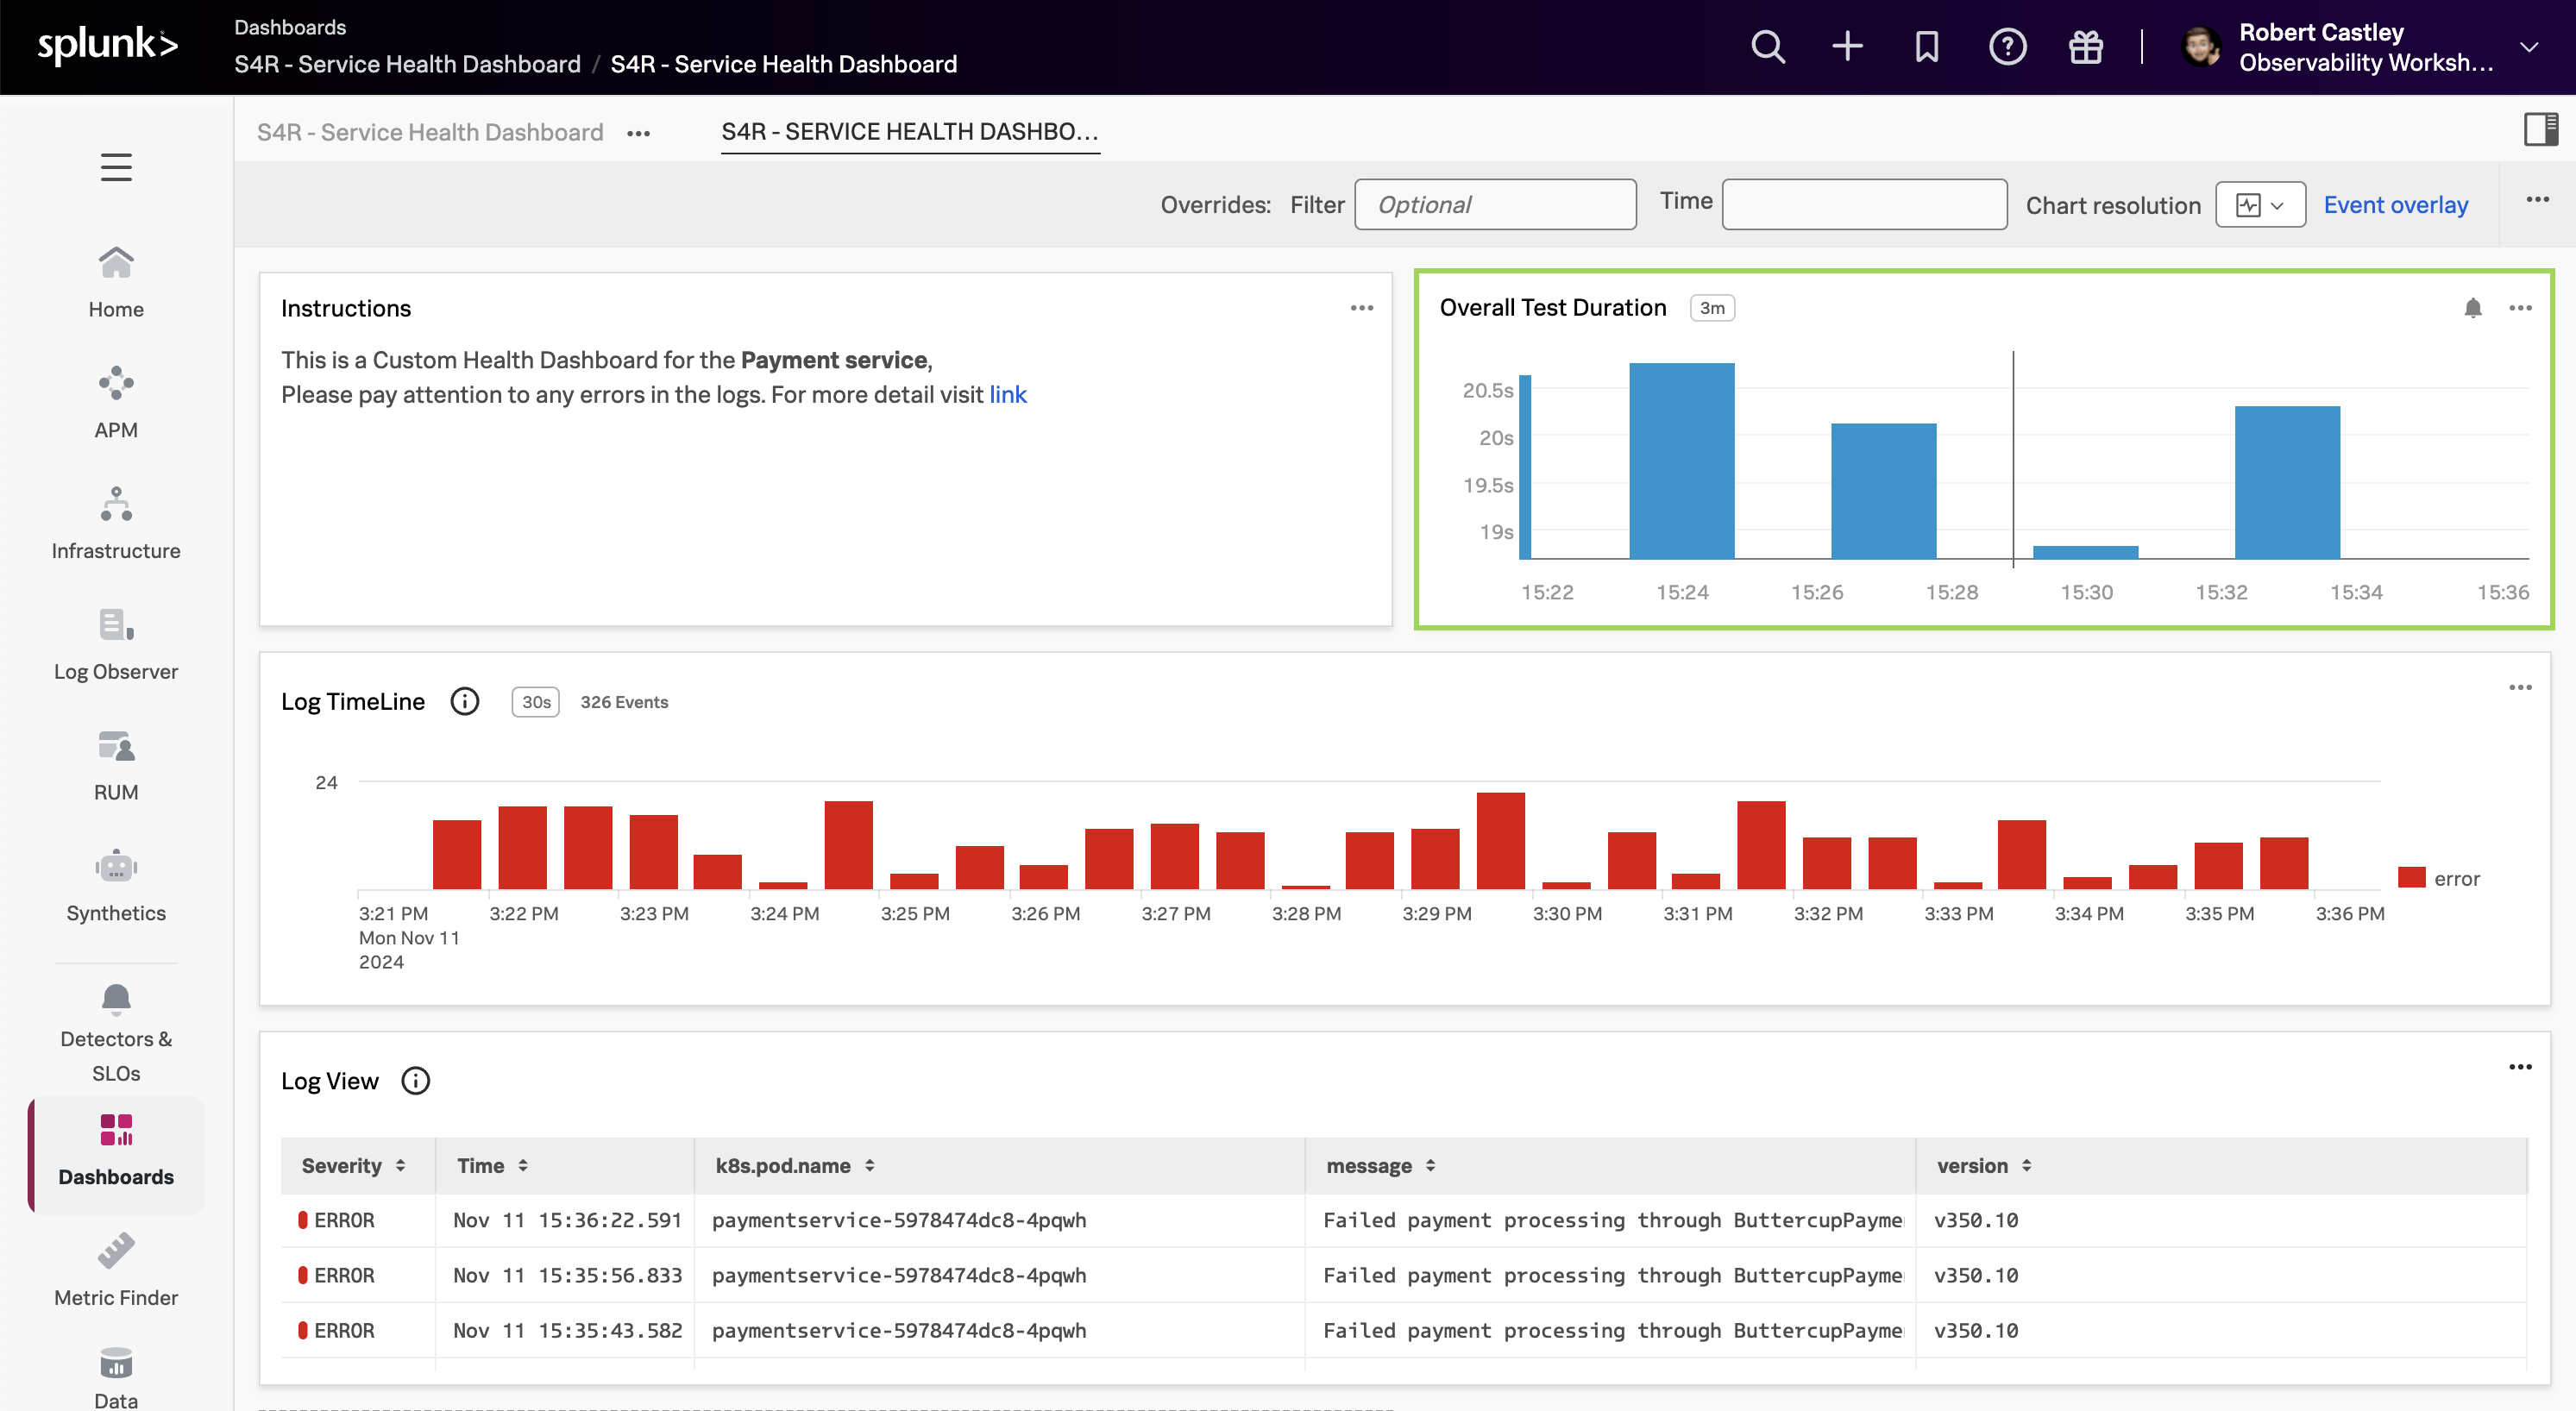 splunk>
Dashboards
S4R - Service Health Dashboard / S4R - Service Health Dashboard
Robert Castley
Observability Worksh...
S4R - Service Health Dashboard
S4R - SERVICE HEALTH DASHBO...
Overrides: Filter Optional Time Chart resolution Event overlay
Home
APM
Infrastructure
Log Observer
RUM
Synthetics
Detectors &
SLOs
Dashboards
Metric Finder
Data
Instructions
This is a Custom Health Dashboard for the Payment service,
Please pay attention to any errors in the logs. For more detail visit link
Overall Test Duration 3m
20.5s
20s
19.5s
19s
15:22 15:24 15:26 15:28 15:30 15:32 15:34 15:36
Log TimeLine 30s 326 Events
24
error
3:21 PM 3:22 PM 3:23 PM 3:24 PM 3:25 PM 3:26 PM 3:27 PM 3:28 PM 3:29 PM 3:30 PM 3:31 PM 3:32 PM 3:33 PM 3:34 PM 3:35 PM 3:36 PM
Mon Nov 11
2024
Log View
Severity Time k8s.pod.name message version
ERROR Nov 11 15:36:22.591 paymentservice-5978474dc8-4pqwh Failed payment processing through ButtercupPayme v350.10
ERROR Nov 11 15:35:56.833 paymentservice-5978474dc8-4pqwh Failed payment processing through ButtercupPayme v350.10
ERROR Nov 11 15:35:43.582 paymentservice-5978474dc8-4pqwh Failed payment processing through ButtercupPayme v350.10